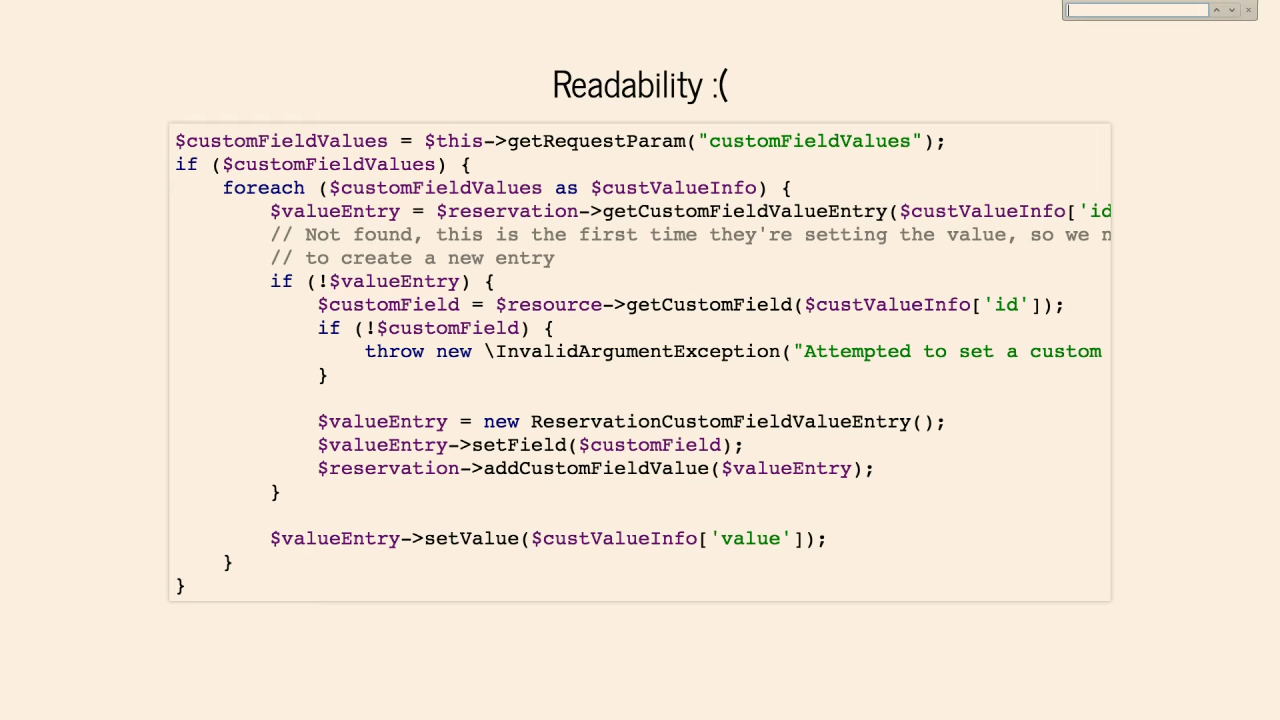 Readability :(
$customFieldValues = $this->getRequestParam("customFieldValues");
if ($customFieldValues) {
    foreach ($customFieldValues as $custValueInfo) {
        $valueEntry = $reservation->getCustomFieldValueEntry($custValueInfo['id
        // Not found, this is the first time they're setting the value, so we n
        // to create a new entry
        if (!$valueEntry) {
            $customField = $resource->getCustomField($custValueInfo['id']);
            if (!$customField) {
                throw new \InvalidArgumentException("Attempted to set a custom
            }

            $valueEntry = new ReservationCustomFieldValueEntry();
            $valueEntry->setField($customField);
            $reservation->addCustomFieldValue($valueEntry);
        }

        $valueEntry->setValue($custValueInfo['value']);
    }
}